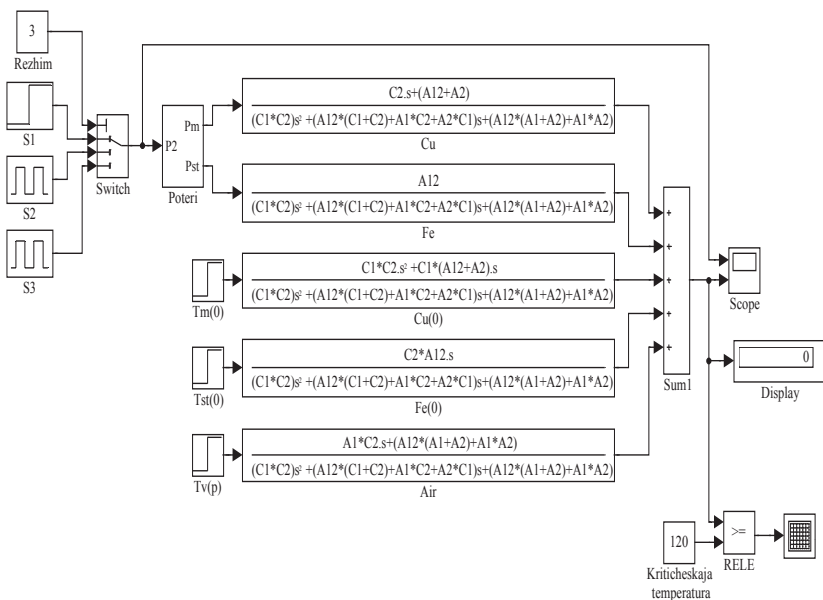 3
Rezhim
S1
S2
S3
Switch
P2
Pm
Pst
Poteri
C2.s+(A12+A2)
(C1*C2)s² +(A12*(C1+C2)+A1*C2+A2*C1)s+(A12*(A1+A2)+A1*A2)
Cu
A12
(C1*C2)s² +(A12*(C1+C2)+A1*C2+A2*C1)s+(A12*(A1+A2)+A1*A2)
Fe
Tm(0)
C1*C2.s² +C1*(A12+A2).s
(C1*C2)s² +(A12*(C1+C2)+A1*C2+A2*C1)s+(A12*(A1+A2)+A1*A2)
Cu(0)
Tst(0)
C2*A12.s
(C1*C2)s² +(A12*(C1+C2)+A1*C2+A2*C1)s+(A12*(A1+A2)+A1*A2)
Fe(0)
Tv(p)
A1*C2.s+(A12*(A1+A2)+A1*A2)
(C1*C2)s² +(A12*(C1+C2)+A1*C2+A2*C1)s+(A12*(A1+A2)+A1*A2)
Air
+
+
+
+
+
Sum1
Scope
0
Display
120
Kriticheskaja
temperatura
>=
RELE